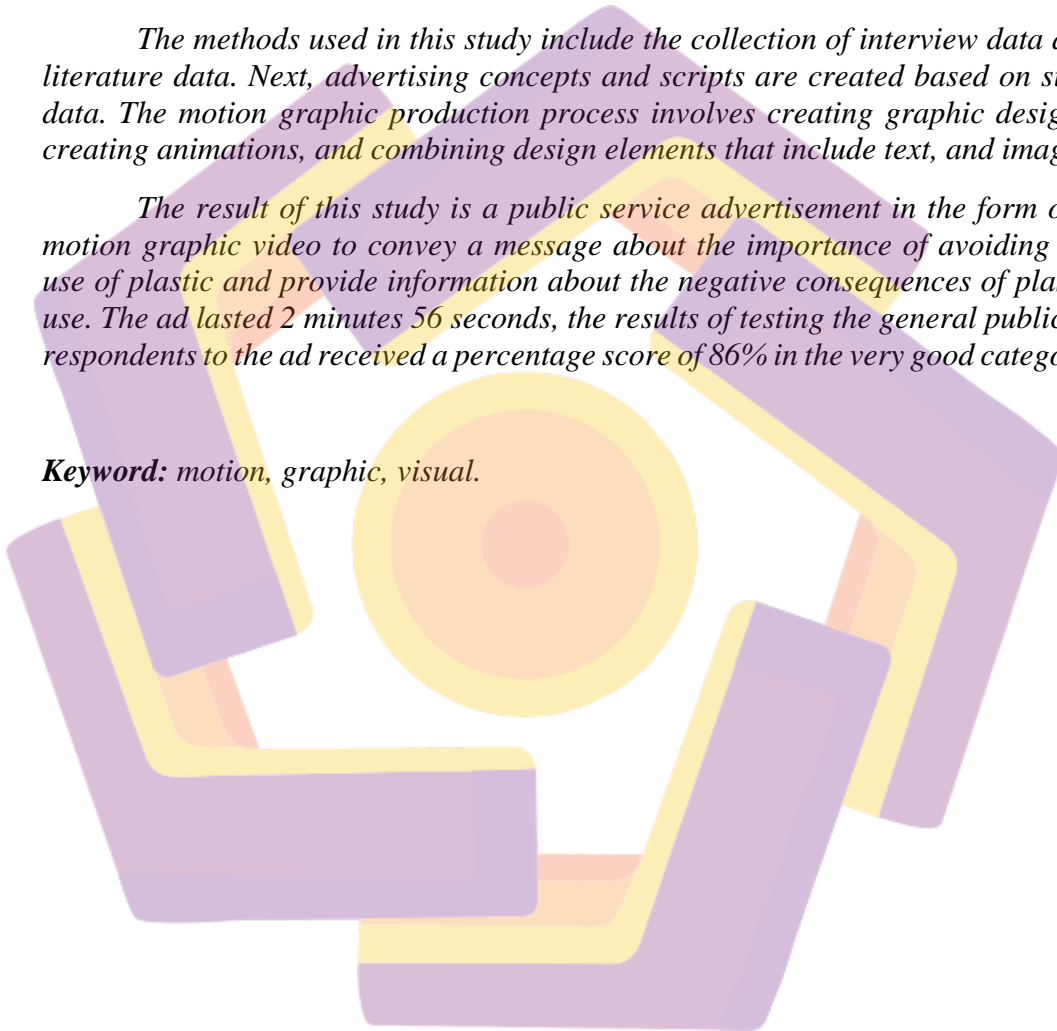 The methods used in this study include the collection of interview data
literature data. Next, advertising concepts and scripts are created based on
data. The motion graphic production process involves creating graphic
creating animations, and combining design elements that include text, and
The result of this study is a public service advertisement in the form
motion graphic video to convey a message about the importance of avoiding
use of plastic and provide information about the negative consequences of
use. The ad lasted 2 minutes 56 seconds, the results of testing the general public
respondents to the ad received a percentage score of 86% in the very good
Keyword: motion, graphic, visual.